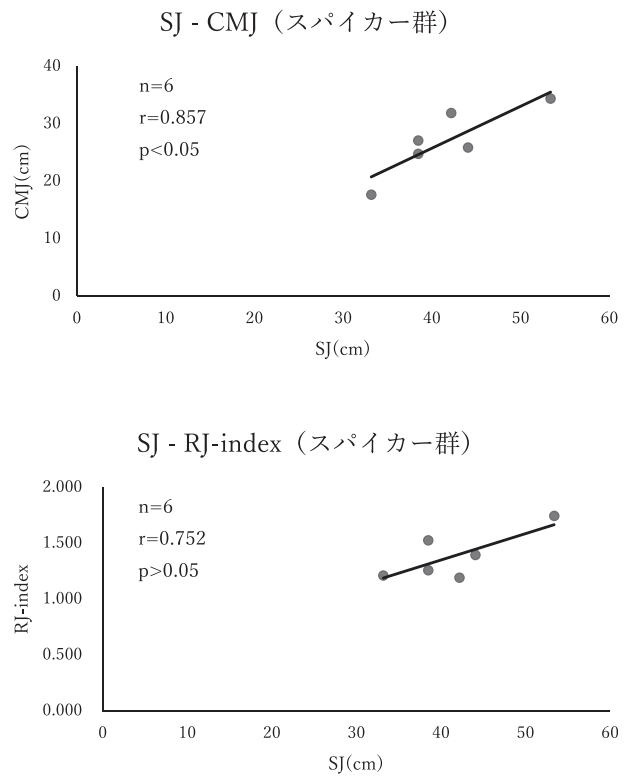 SJ - CMJ（スパイカー群）
40
n=6
r=0.857
30
p<0.05
CMJ(cm)
20
10
0
0 10 20 30 40 50 60
SJ(cm)
SJ - RJ-index（スパイカー群）
2.000
n=6
r=0.752
1.500
p>0.05
RJ-index
1.000
0.500
0.000
0 10 20 30 40 50 60
SJ(cm)